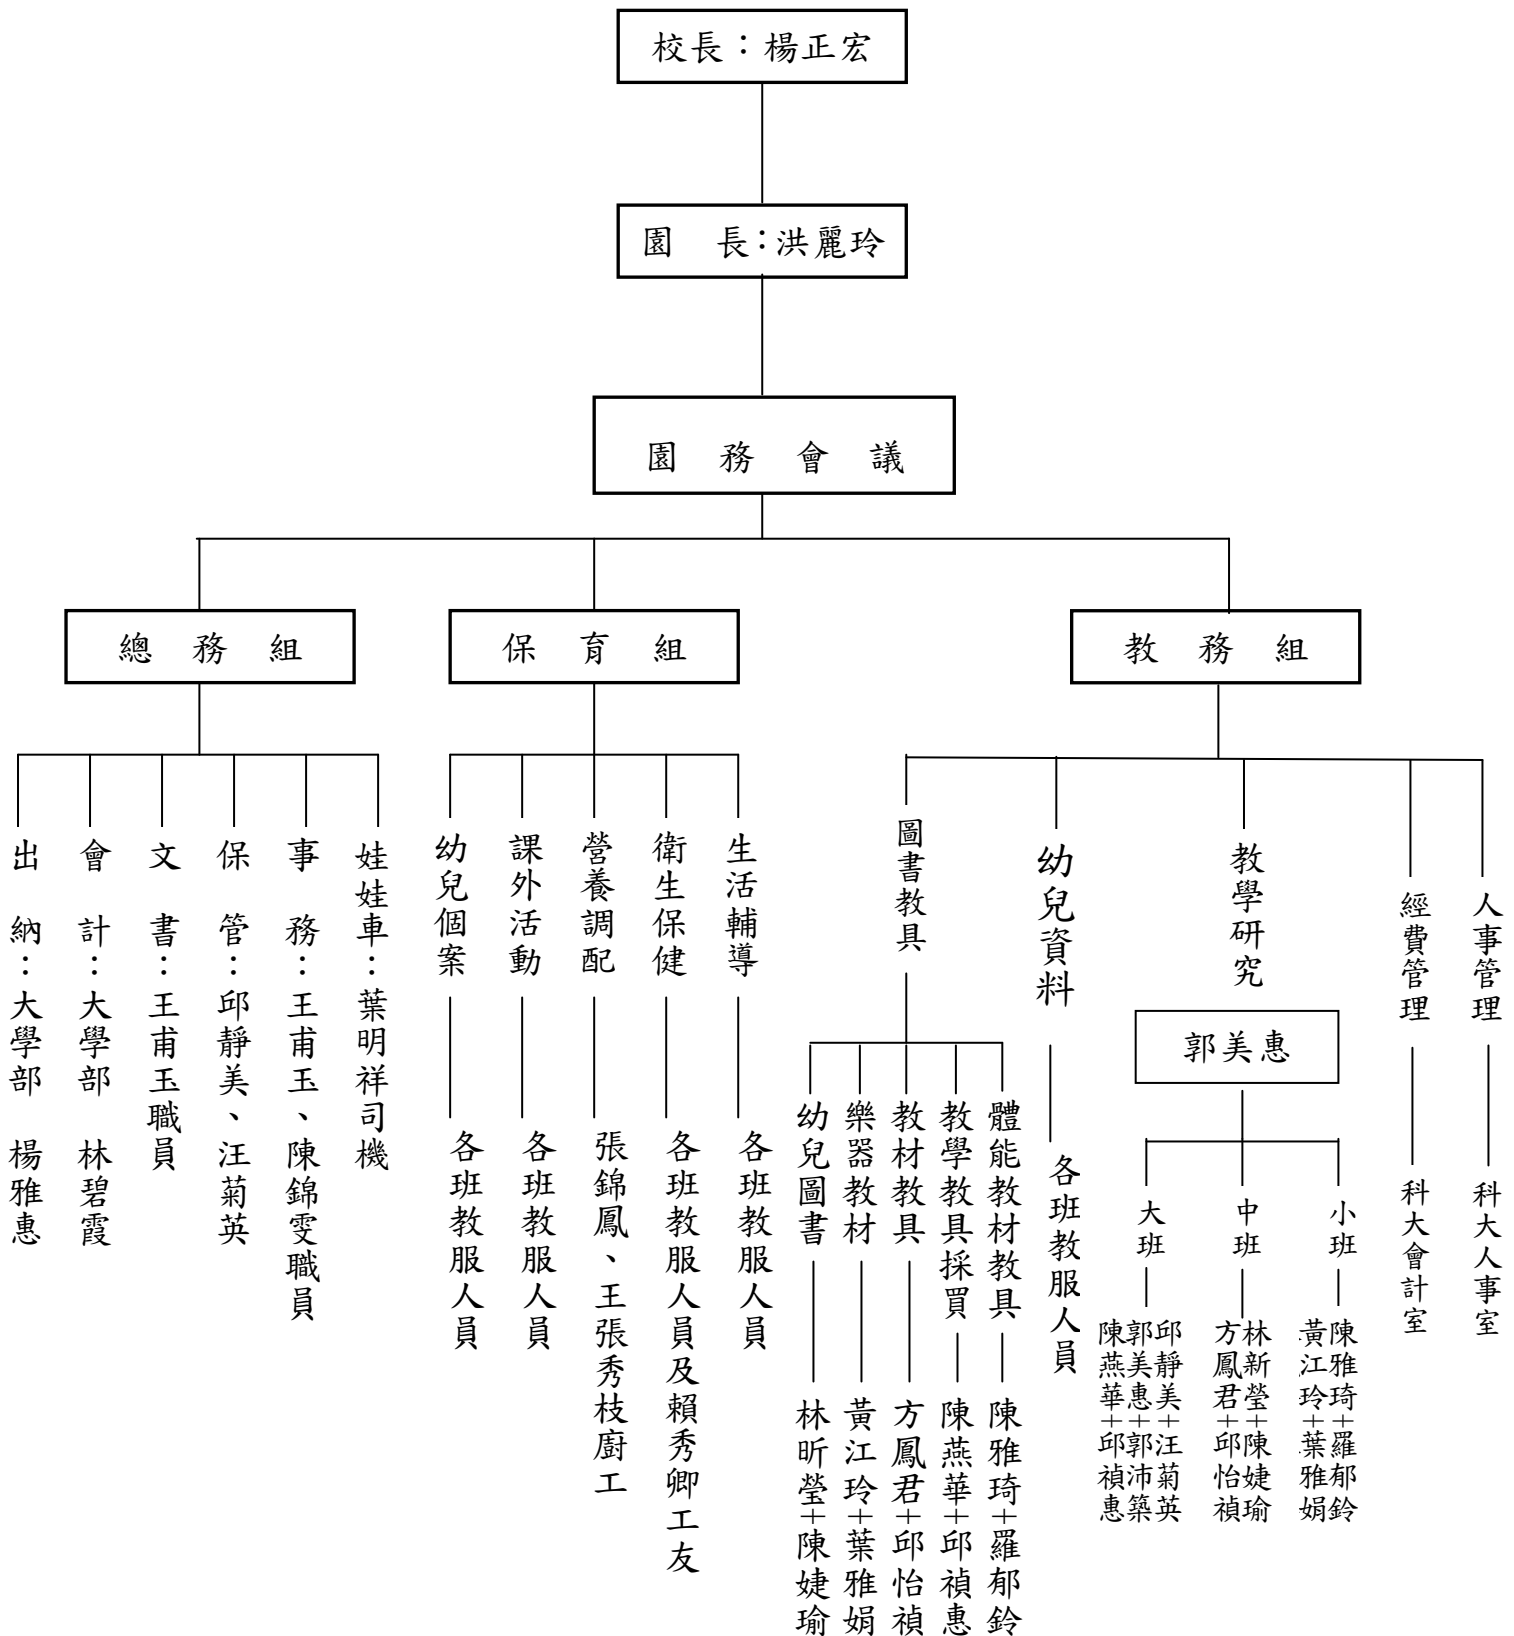 校長：楊正宏
園　長：洪麗玲
園　務　會　議
總　務　組
保　育　組
教　務　組
出　納：大學部　楊雅惠
會　計：大學部　林碧霞
文　書：王甫玉職員
保　管：邱靜美、汪菊英
事　務：王甫玉、陳錦雯職員
娃娃車：葉明祥司機
幼兒個案
各班教服人員
課外活動
各班教服人員
營養調配
張錦鳳、王張秀枝廚工
衛生保健
各班教服人員及賴秀卿工友
生活輔導
各班教服人員
圖書教具
幼兒圖書
林昕瑩+陳婕瑜
樂器教材
黃江玲+葉雅娟
教材教具
方鳳君+邱怡禎
教學教具採買
陳燕華+邱禎惠
體能教材教具
陳雅琦+羅郁鈴
幼兒資料
各班教服人員
教學研究
郭美惠
大班
邱靜美+汪菊英
郭美惠+郭沛築
陳燕華+邱禎惠
中班
林新瑩+陳婕瑜
方鳳君+邱怡禎
小班
陳雅琦+羅郁鈴
黃江玲+葉雅娟
經費管理
科大會計室
人事管理
科大人事室